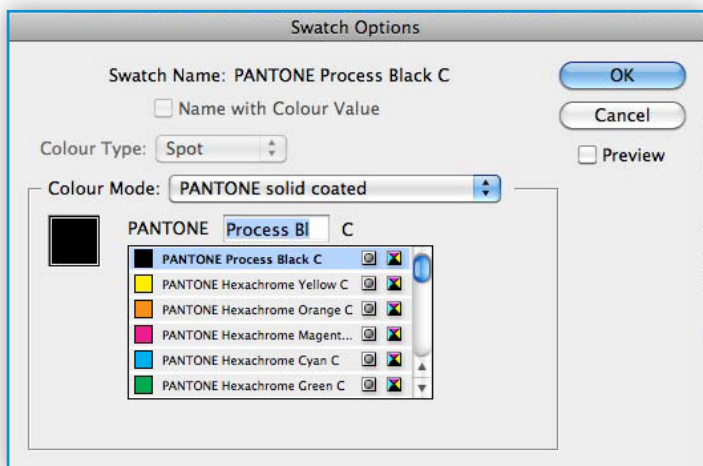 Swatch Options
Swatch Name: PANTONE Process Black C
OK
Name with Colour Value
Cancel
Colour Type: Spot
Preview
Colour Mode: PANTONE solid coated
PANTONE Process Bl C
PANTONE Process Black C
PANTONE Hexachrome Yellow C
PANTONE Hexachrome Orange C
PANTONE Hexachrome Magent...
PANTONE Hexachrome Cyan C
PANTONE Hexachrome Green C